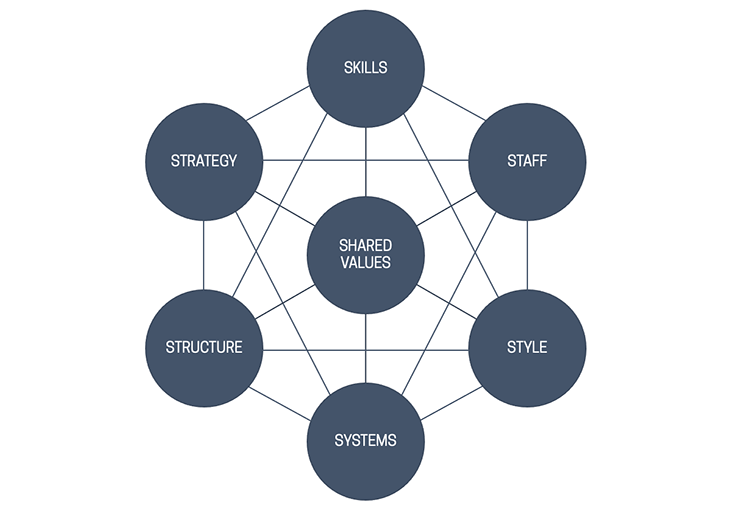 SKILLS
STRATEGY
STAFF
SHARED
VALUES
STRUCTURE
STYLE
SYSTEMS